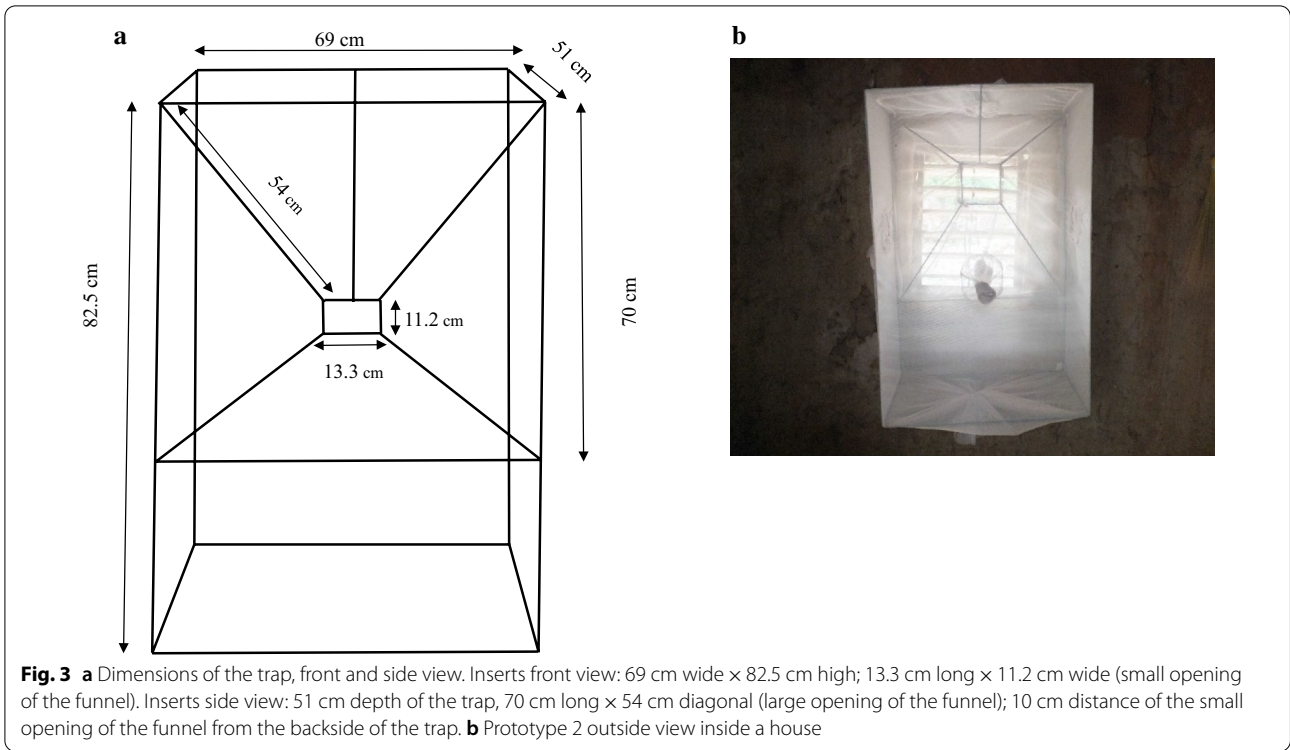 a
b
69 cm
51 cm
54 cm
82.5 cm
70 cm
11.2 cm
13.3 cm
Fig. 3 a Dimensions of the trap, front and side view. Inserts front view: 69 cm wide × 82.5 cm high; 13.3 cm long × 11.2 cm wide (small opening
of the funnel). Inserts side view: 51 cm depth of the trap, 70 cm long × 54 cm diagonal (large opening of the funnel); 10 cm distance of the small
opening of the funnel from the backside of the trap. b Prototype 2 outside view inside a house